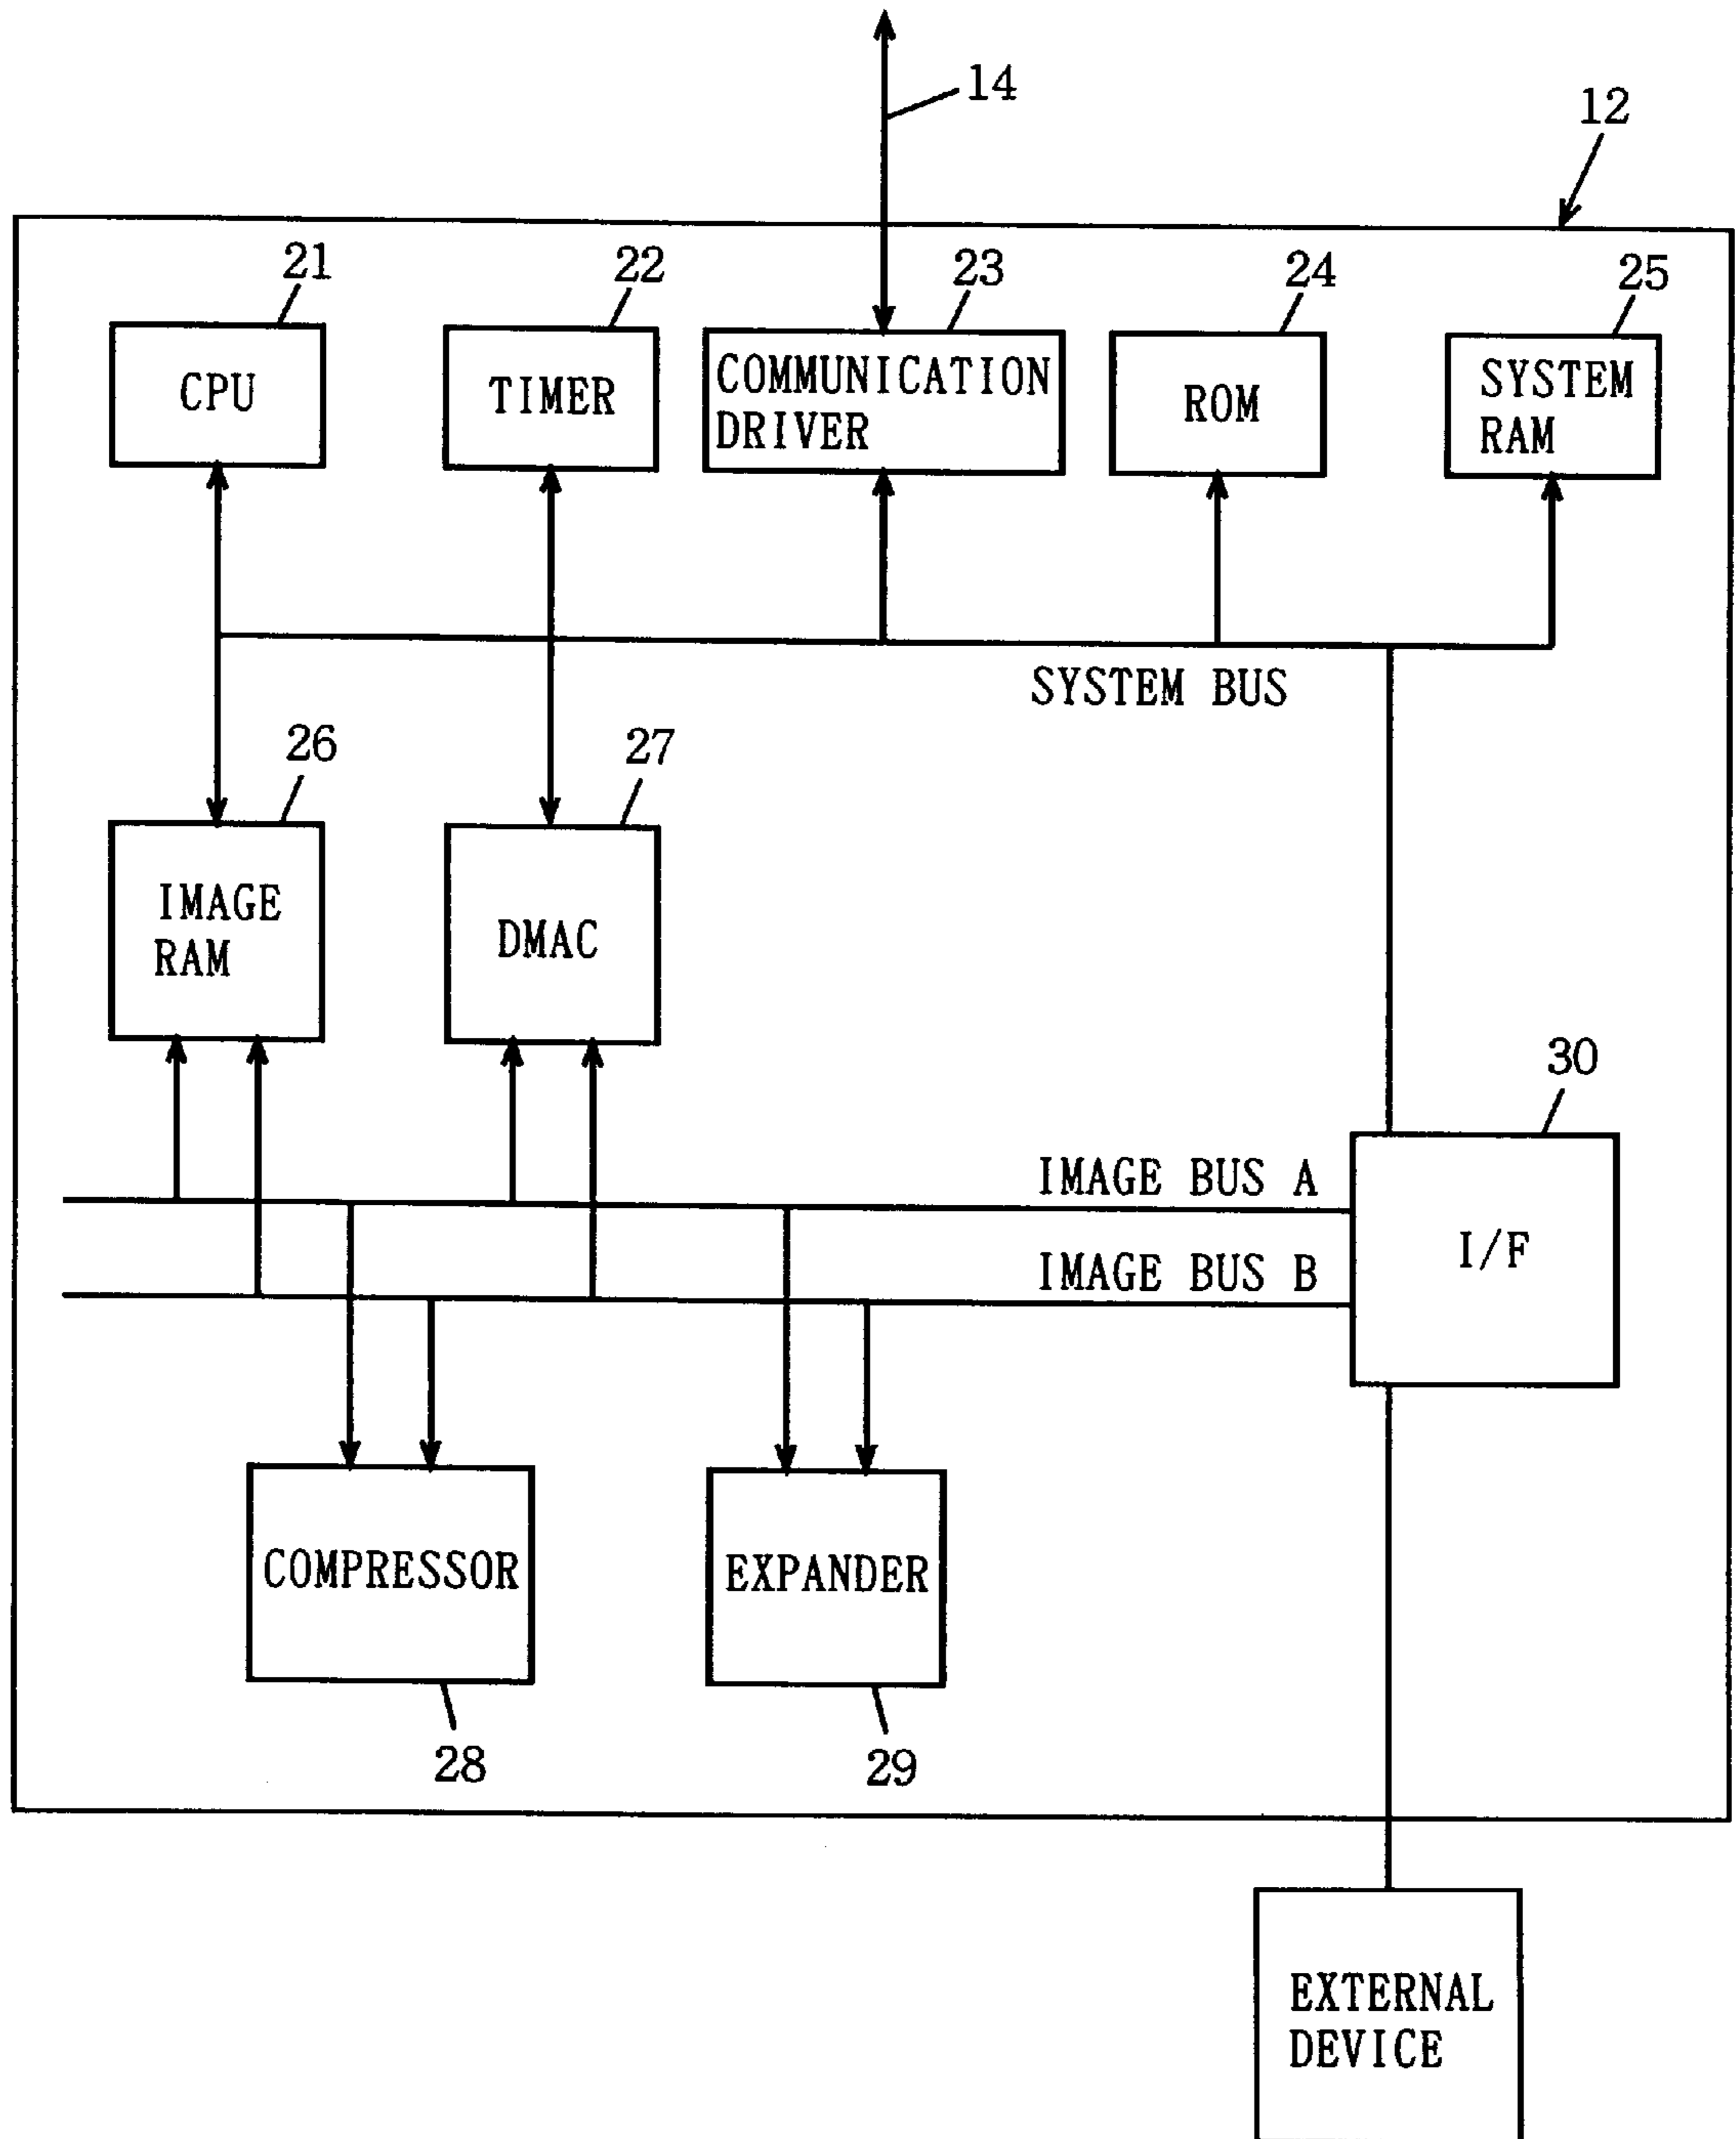 14
12
21
22
23
24
25
CPU
TIMER
COMMUNICATION
DRIVER
ROM
SYSTEM
RAM
SYSTEM BUS
26
27
IMAGE
RAM
DMAC
30
IMAGE BUS A
I/F
IMAGE BUS B
COMPRESSOR
EXPANDER
28
29
EXTERNAL
DEVICE